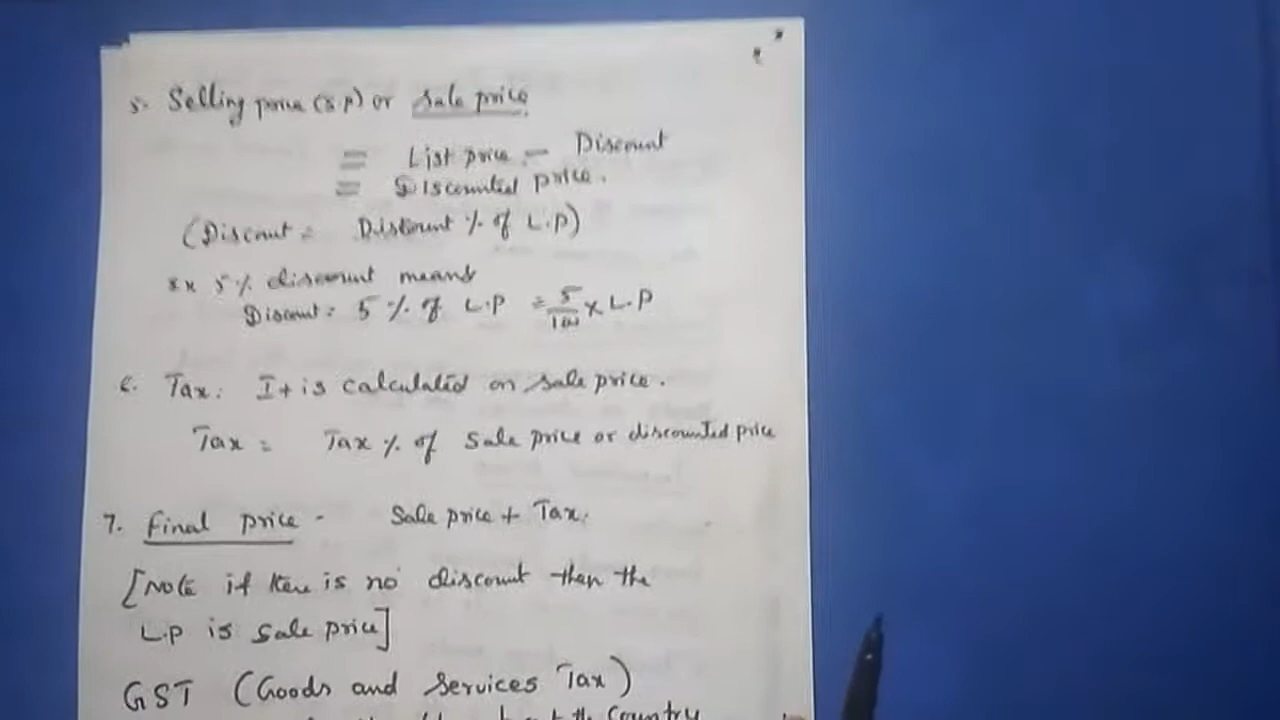 5. Selling price (S.P) or Sale price
= List price - Discount
= Discounted price.
(Discount = Discount % of L.P)
Ex 5% discount means
Discount = 5% of L.P = 5/100 x L.P
6. Tax: It is calculated on sale price.
Tax = Tax % of Sale price or discounted price
7. Final price - Sale price + Tax.
[Note if there is no discount then the
L.P is sale price]
GST (Goods and Services Tax)
the Country